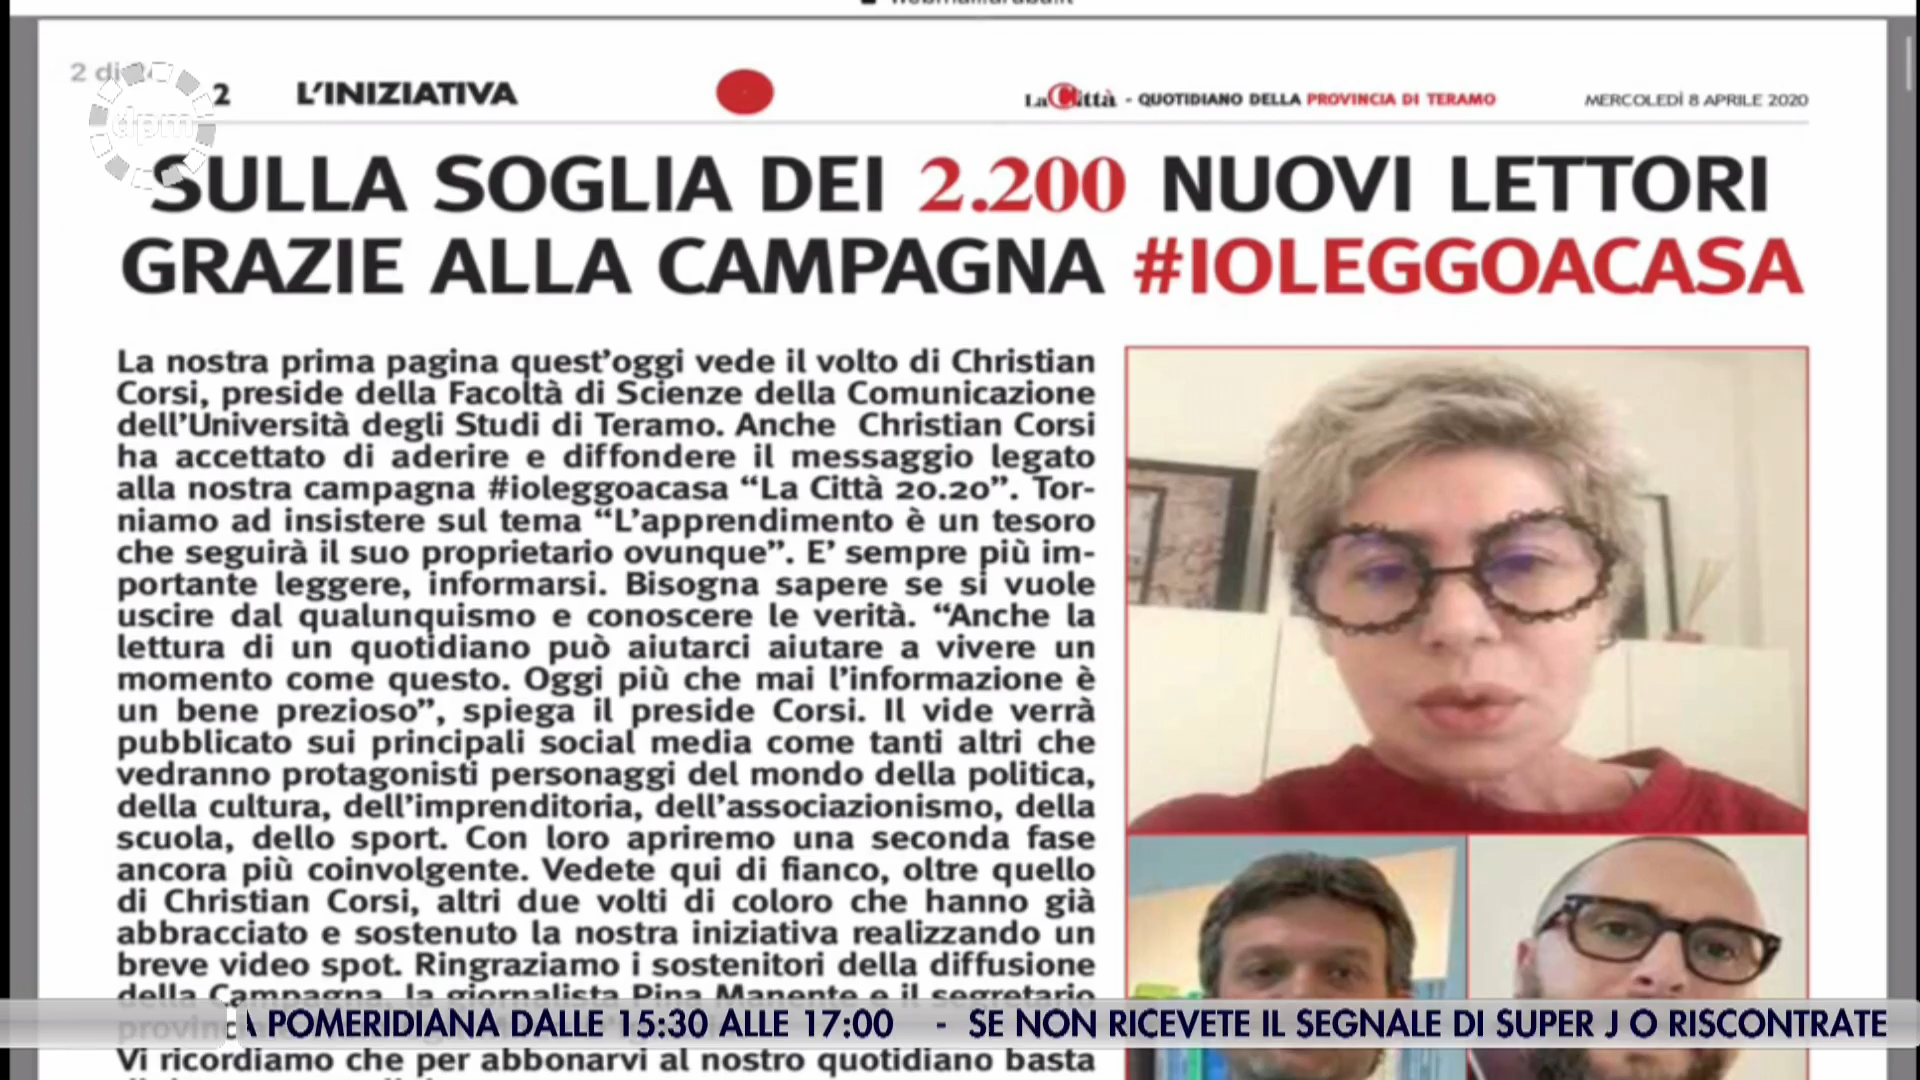 2 di
dpm
2
L'INIZIATIVA
La Città - QUOTIDIANO DELLA PROVINCIA DI TERAMO
MERCOLEDÌ 8 APRILE 2020
SULLA SOGLIA DEI 2.200 NUOVI LETTORI
GRAZIE ALLA CAMPAGNA #IOLEGGOACASA
La nostra prima pagina quest'oggi vede il volto di Christian
Corsi, preside della Facoltà di Scienze della Comunicazione
dell'Università degli Studi di Teramo. Anche Christian Corsi
ha accettato di aderire e diffondere il messaggio legato
alla nostra campagna #ioleggoacasa “La Città 20.20”. Tor-
niamo ad insistere sul tema “L'apprendimento è un tesoro
che seguirà il suo proprietario ovunque”. E' sempre più im-
portante leggere, informarsi. Bisogna sapere se si vuole
uscire dal qualunquismo e conoscere le verità. “Anche la
lettura di un quotidiano può aiutarci aiutare a vivere un
momento come questo. Oggi più che mai l'informazione è
un bene prezioso”, spiega il preside Corsi. Il vide verrà
pubblicato sui principali social media come tanti altri che
vedranno protagonisti personaggi del mondo della politica,
della cultura, dell'imprenditoria, dell'associazionismo, della
scuola, dello sport. Con loro apriremo una seconda fase
ancora più coinvolgente. Vedete qui di fianco, oltre quello
di Christian Corsi, altri due volti di coloro che hanno già
abbracciato e sostenuto la nostra iniziativa realizzando un
breve video spot. Ringraziamo i sostenitori della diffusione
della Campagna, la giornalista Pina Manente e il segretario
A POMERIDIANA DALLE 15:30 ALLE 17:00 - SE NON RICEVETE IL SEGNALE DI SUPER J O RISCONTRATE
Vi ricordiamo che per abbonarvi al nostro quotidiano basta